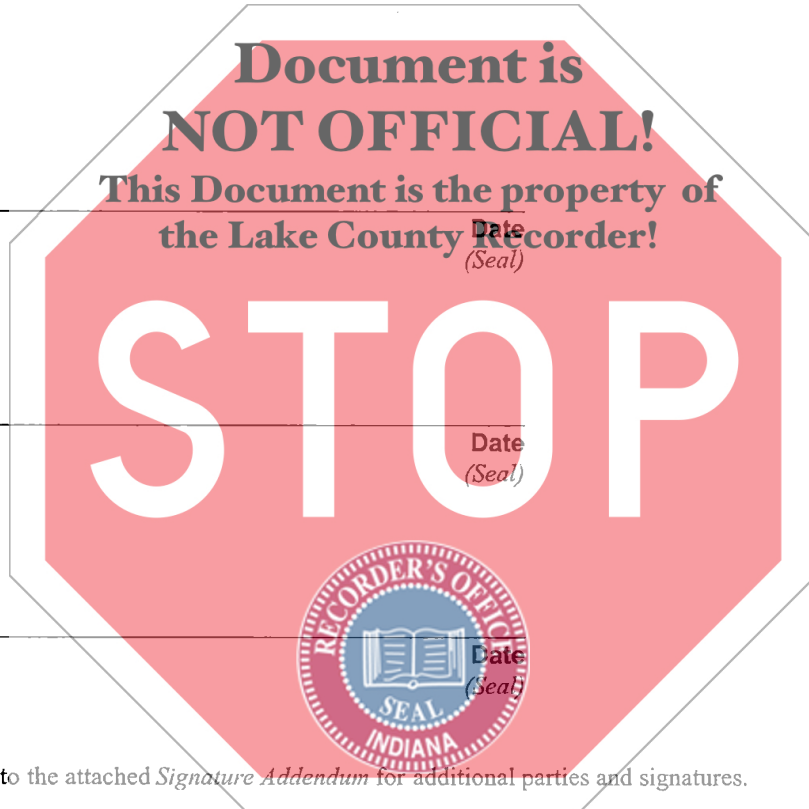 Document is
NOT OFFICIAL!
This Document is the property of
the Lake County Recorder!
Date
(Seal)
STOP
Date
(Seal)
RECORDER'S OFFICE
Date
(Seal)
SEAL
INDIANA
to the attached Signature Addendum for additional parties and signatures.